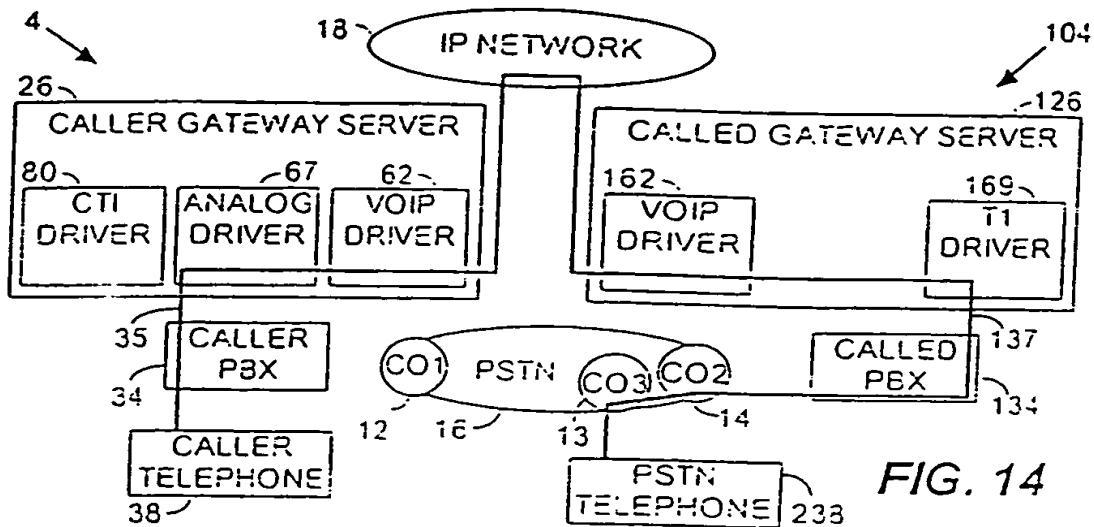 4
18
IP NETWORK
104
26
CALLER GATEWAY SERVER
126
CALLED GATEWAY SERVER
80
CTI
DRIVER
67
ANALOG
DRIVER
62
VOIP
DRIVER
162
VOIP
DRIVER
169
T1
DRIVER
35
CALLER
PBX
34
CO1
PSTN
CO3
CO2
137
CALLED
PBX
134
12
16
13
14
CALLER
TELEPHONE
38
PSTN
TELEPHONE
238
FIG. 14